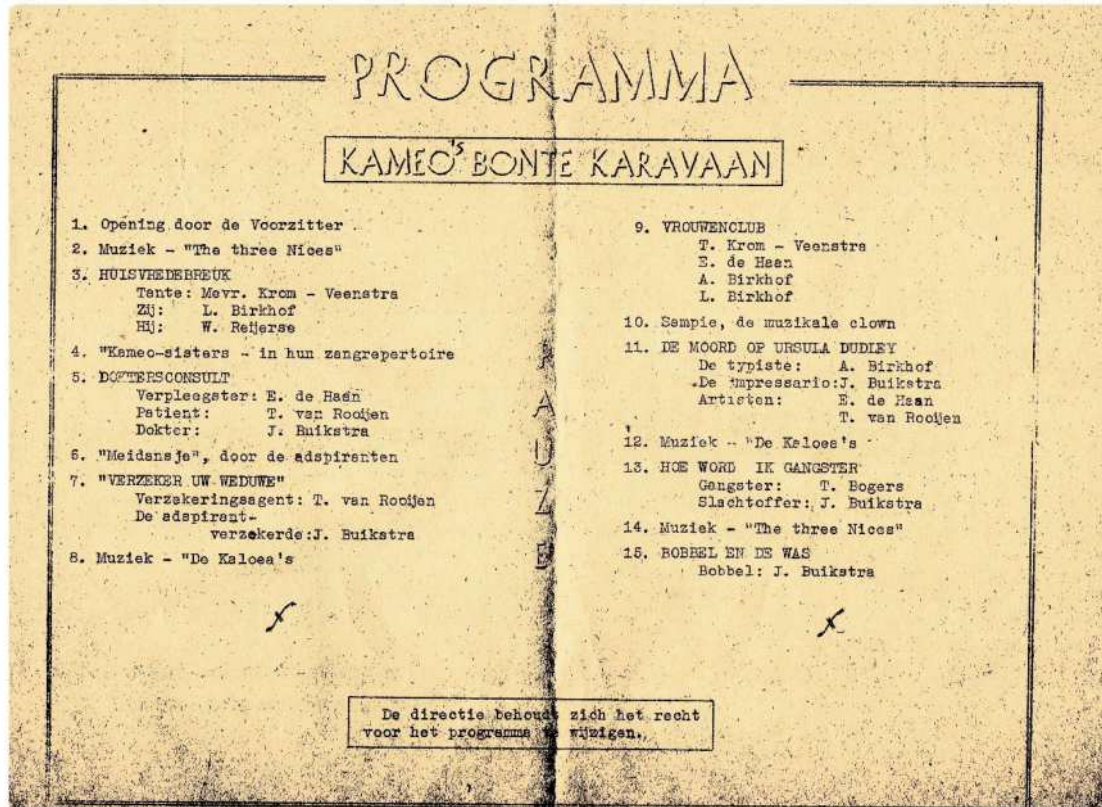 PROGRAMMA
KAMEO'S BONTE KARAVAAN
1. Opening door de Voorzitter
2. Muziek - "The three Nices"
3. HUISVREDEBREUK
Tante: Mevr. Krom - Veenstra
Zij: L. Birkhof
Hij: W. Reijerse
4. "Kameo-sisters - in hun zangrepertoire
5. DOKTERSCONSULT
Verpleegster: E. de Haan
Patient: T. van Rooijen
Dokter: J. Buikstra
6. "Meidansje", door de adspiranten
7. "VERZEKER UW WEDUWE"
Verzekeringsagent: T. van Rooijen
De adspirant-
verzekerde: J. Buikstra
8. Muziek - "De Kaloea's
PAUZE
9. VROUWENCLUB
T. Krom - Veenstra
E. de Haan
A. Birkhof
L. Birkhof
10. Sampie, de muzikale clown
11. DE MOORD OP URSULA DUDLEY
De typiste: A. Birkhof
De impressario: J. Buikstra
Artisten: E. de Haan
T. van Rooijen
12. Muziek - "De Kaloea's
13. HOE WORD IK GANGSTER
Gangster: T. Bogers
Slachtoffer: J. Buikstra
14. Muziek - "The three Nices"
15. BOBBEL EN DE WAS
Bobbel: J. Buikstra
De directie behoudt zich het recht
voor het programma te wijzigen.